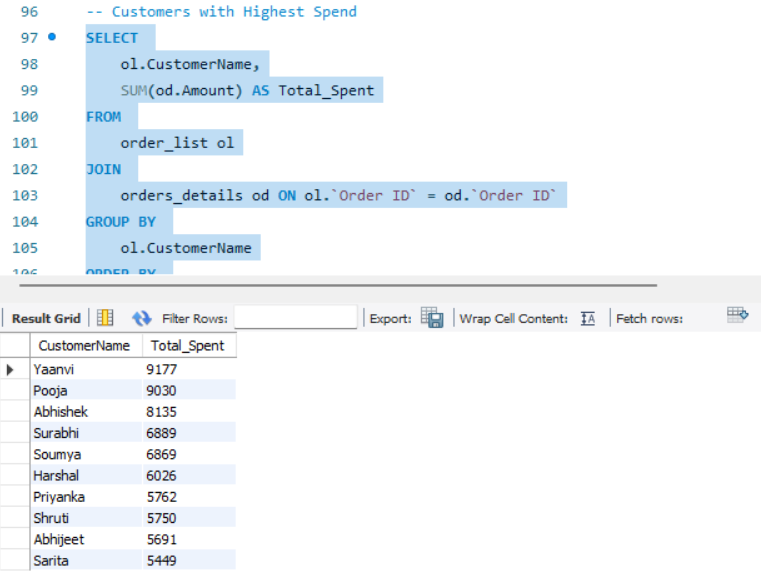 96 -- Customers with Highest Spend
97 SELECT
98 ol.CustomerName,
99 SUM(od.Amount) AS Total_Spent
100 FROM
101 order_list ol
102 JOIN
103 orders_details od ON ol.`Order ID` = od.`Order ID`
104 GROUP BY
105 ol.CustomerName
106 ORDER BY
Result Grid Filter Rows: Export: Wrap Cell Content: Fetch rows:
CustomerName Total_Spent
Yaanvi 9177
Pooja 9030
Abhishek 8135
Surabhi 6889
Soumya 6869
Harshal 6026
Priyanka 5762
Shruti 5750
Abhijeet 5691
Sarita 5449